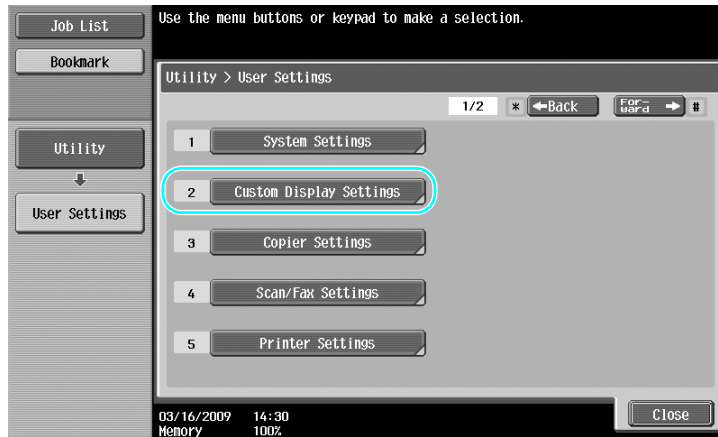 Job List
Use the menu buttons or keypad to make a selection.
Bookmark
Utility > User Settings
1/2 * ←Back For-ward → #
Utility
User Settings
1 System Settings
2 Custom Display Settings
3 Copier Settings
4 Scan/Fax Settings
5 Printer Settings
03/16/2009 14:30
Memory 100%
Close